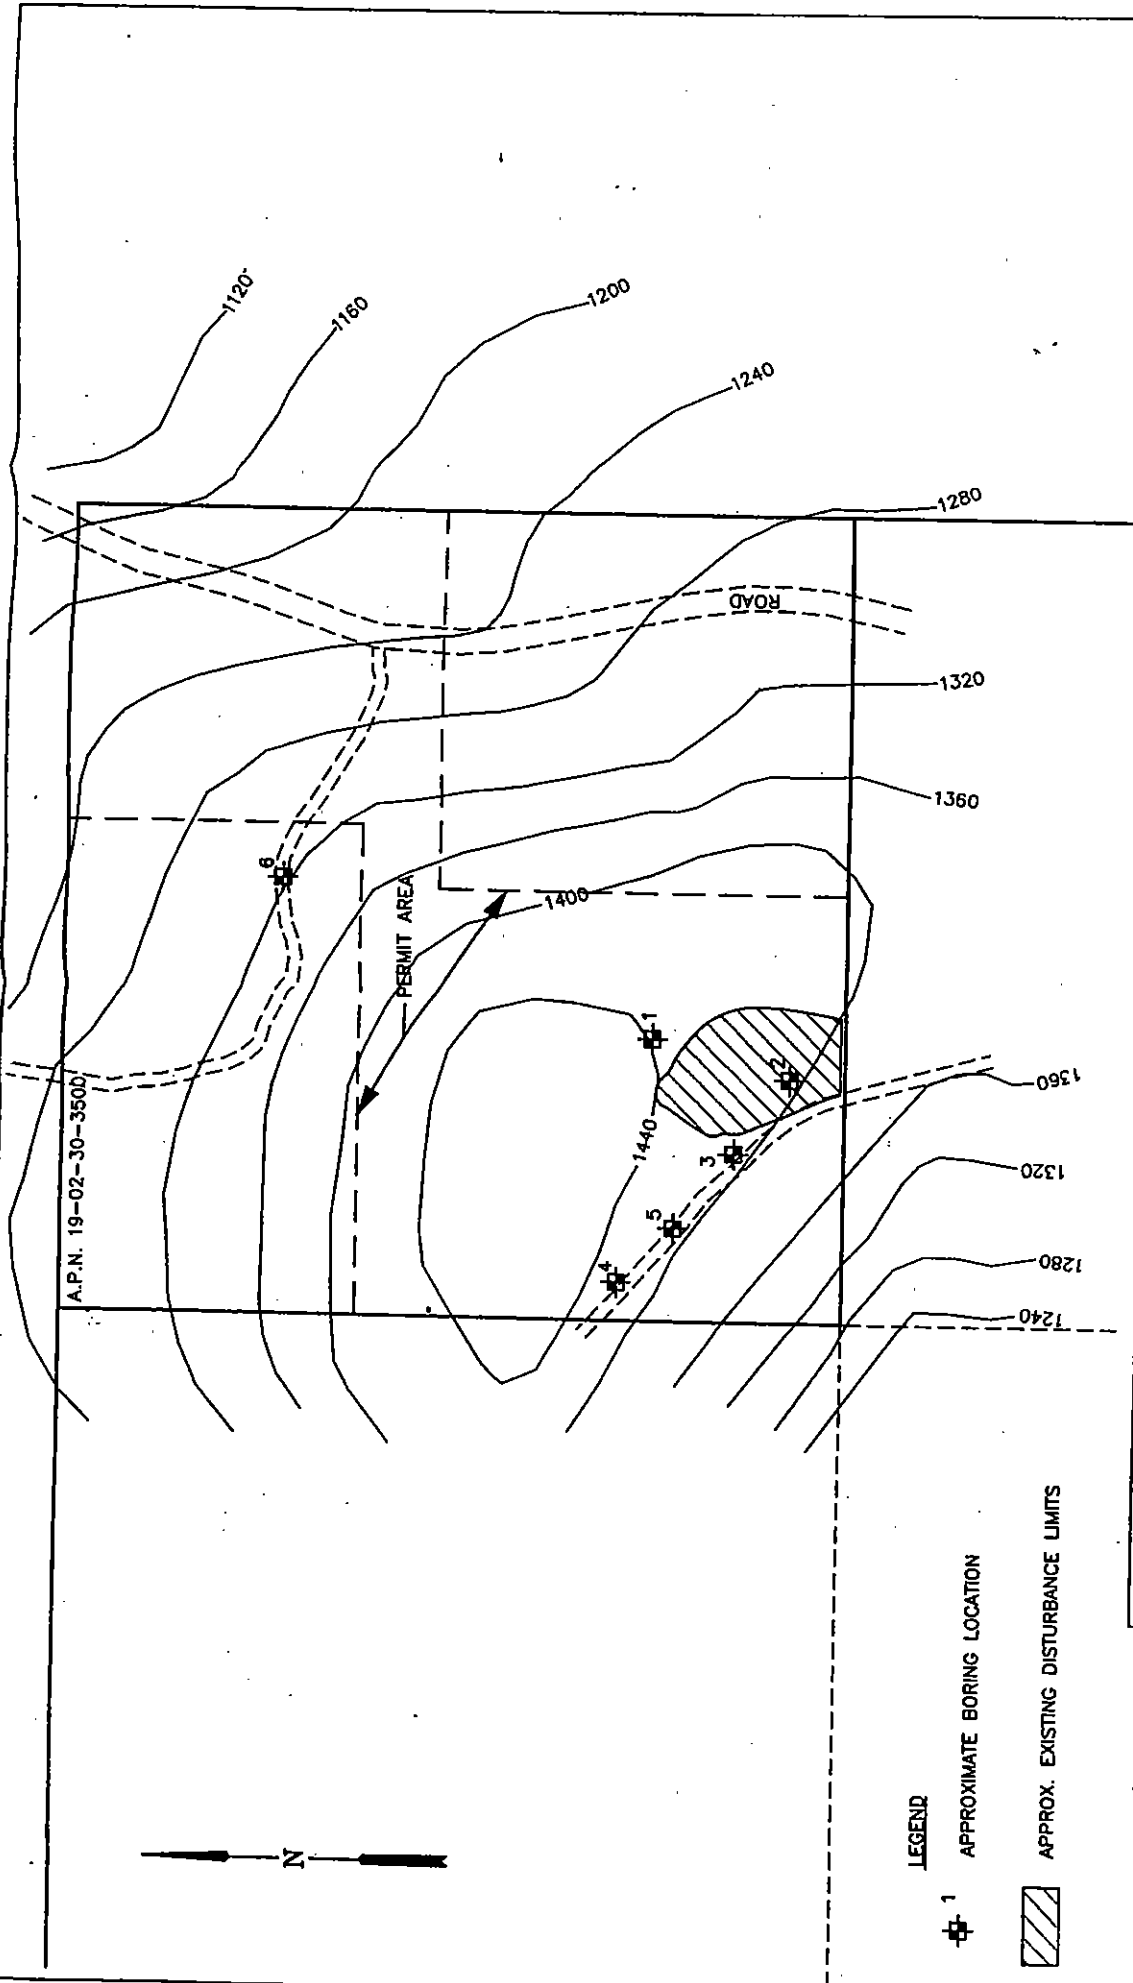 1120
1160
1200
1240
1280
1320
1360
ROAD
6
1400
PERMIT AREA
1
2
3
1440
5
4
A.P.N. 19-02-30-3500
1360
1320
1280
1240
N
LEGEND
1 APPROXIMATE BORING LOCATION
APPROX. EXISTING DISTURBANCE LIMITS